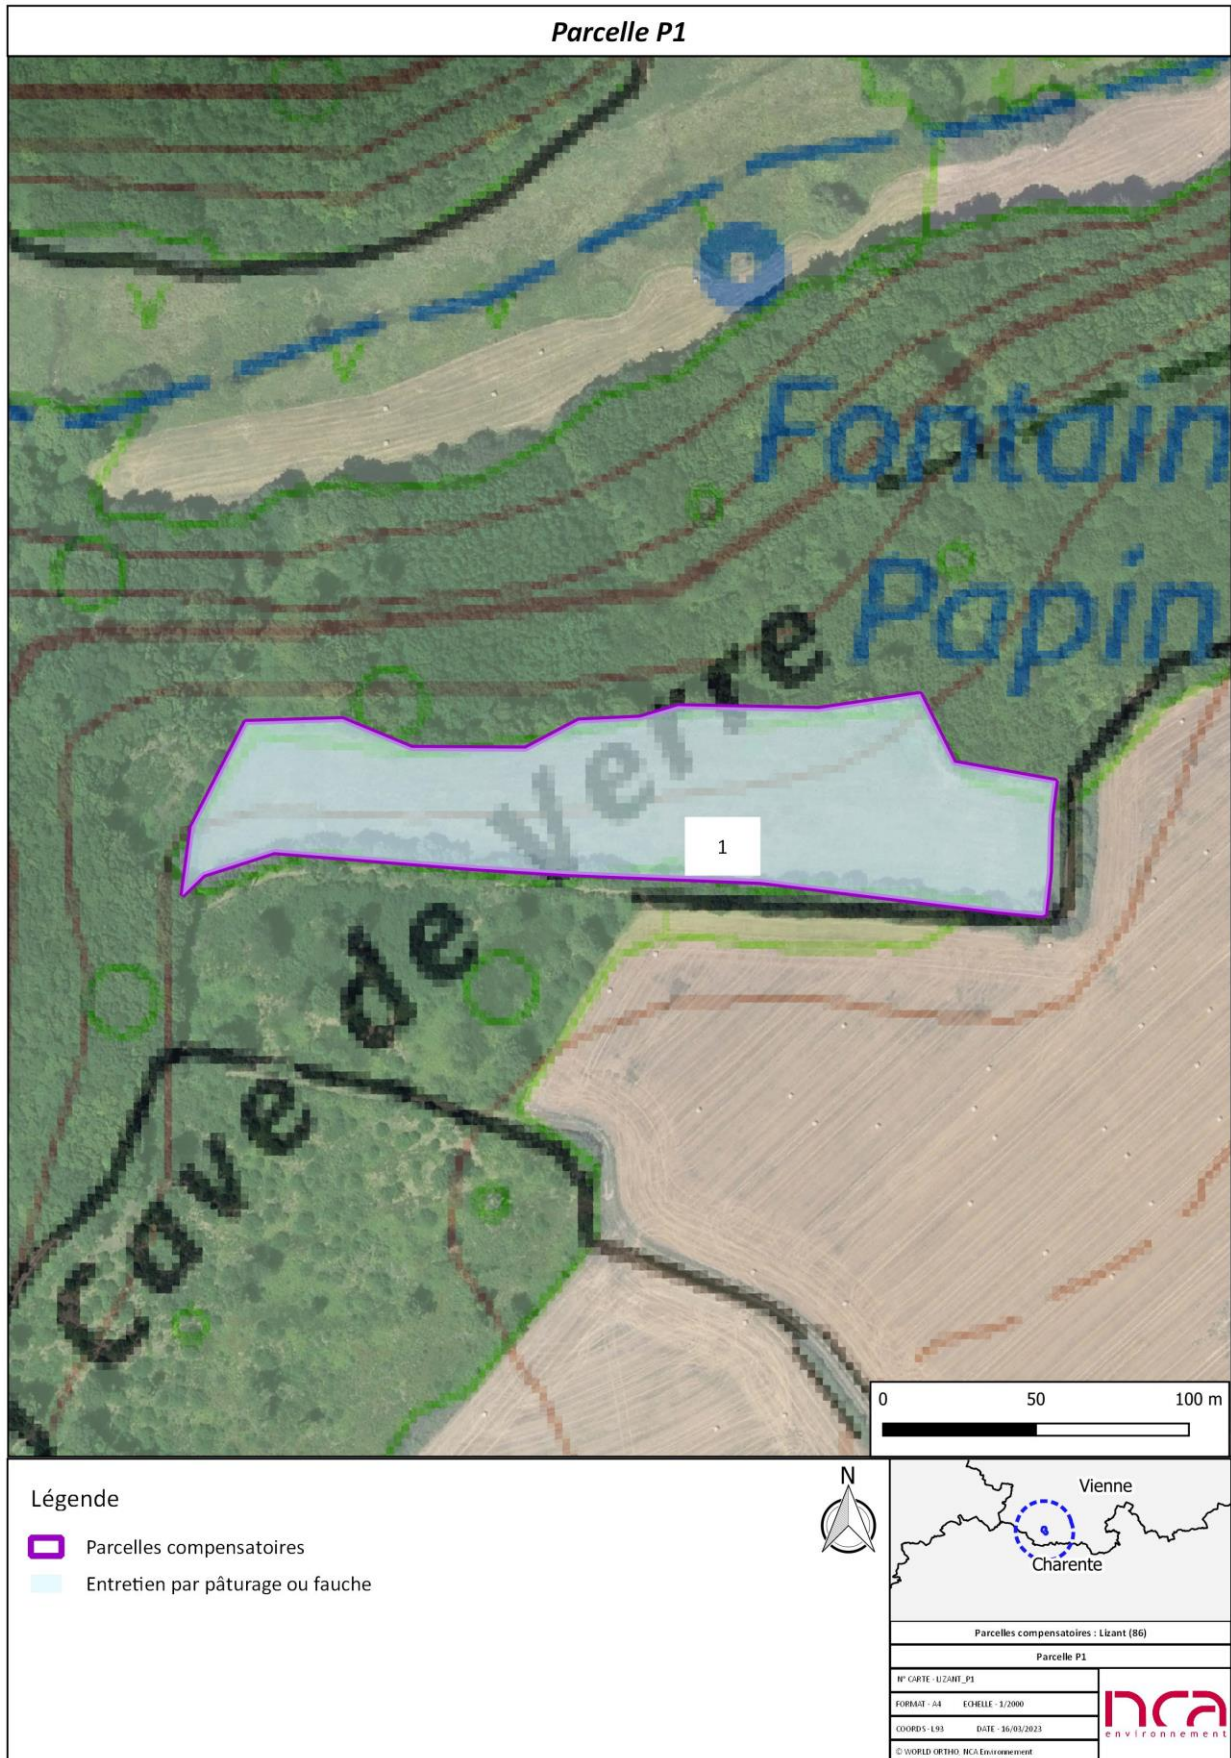 Parcelle P1
Fontain
Papin
Cave de Verre
1
0 50 100 m
Légende
Parcelles compensatoires
Entretien par pâturage ou fauche
N
Vienne
Charente
Parcelles compensatoires : Lizant (86)
Parcelle P1
N° CARTE - LIZANT_P1
FORMAT - A4 ECHELLE - 1/2000
COORDS - L93 DATE - 16/03/2023
© WORLD ORTHO, NCA Environnement
nca
environnement